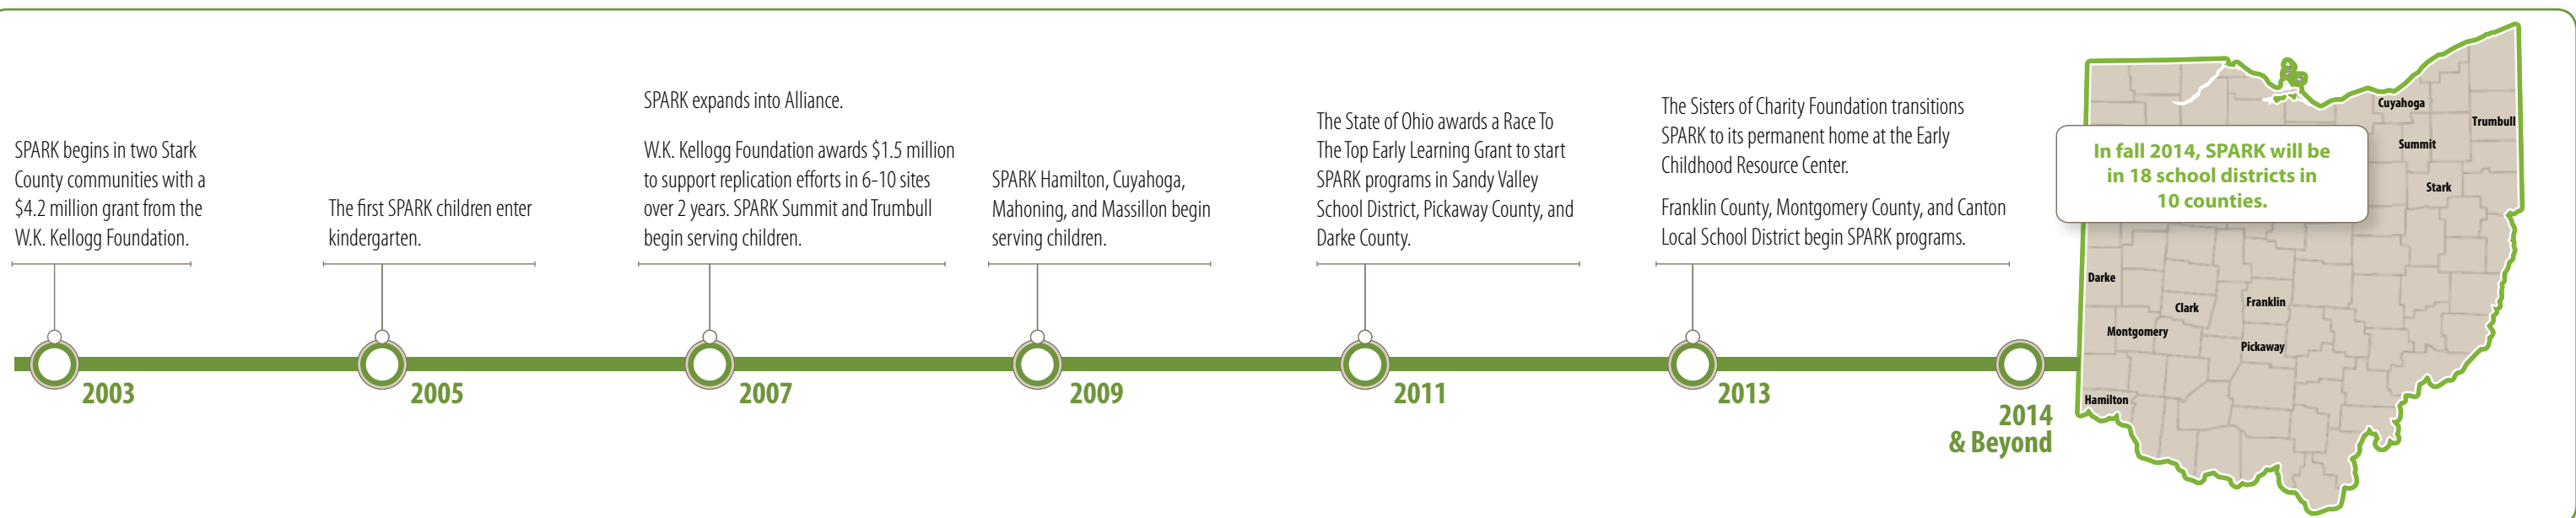 SPARK begins in two Stark
County communities with a
$4.2 million grant from the
W.K. Kellogg Foundation.
2003
The first SPARK children enter
kindergarten.
2005
SPARK expands into Alliance.
W.K. Kellogg Foundation awards $1.5 million
to support replication efforts in 6-10 sites
over 2 years. SPARK Summit and Trumbull
begin serving children.
2007
SPARK Hamilton, Cuyahoga,
Mahoning, and Massillon begin
serving children.
2009
The State of Ohio awards a Race To
The Top Early Learning Grant to start
SPARK programs in Sandy Valley
School District, Pickaway County, and
Darke County.
2011
The Sisters of Charity Foundation transitions
SPARK to its permanent home at the Early
Childhood Resource Center.
Franklin County, Montgomery County, and Canton
Local School District begin SPARK programs.
2013
2014
& Beyond
In fall 2014, SPARK will be
in 18 school districts in
10 counties.
Cuyahoga
Trumbull
Summit
Stark
Darke
Franklin
Clark
Montgomery
Pickaway
Hamilton